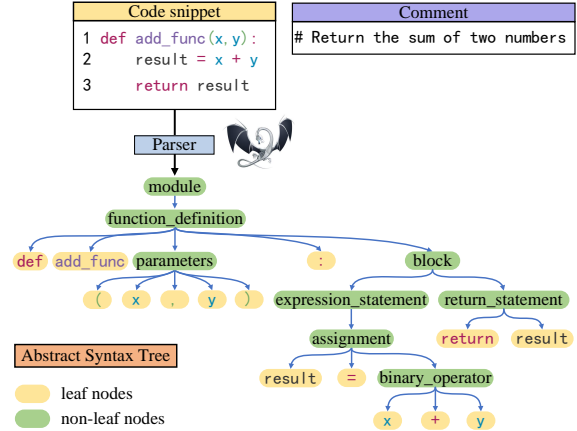 Code snippet
1 def add_func(x,y):
2 result = x + y
3 return result
Comment
# Return the sum of two numbers
Parser
module
function_definition
def add_func parameters : block
( x , y )
expression_statement return_statement
assignment return result
result = binary_operator
x + y
Abstract Syntax Tree
leaf nodes
non-leaf nodes